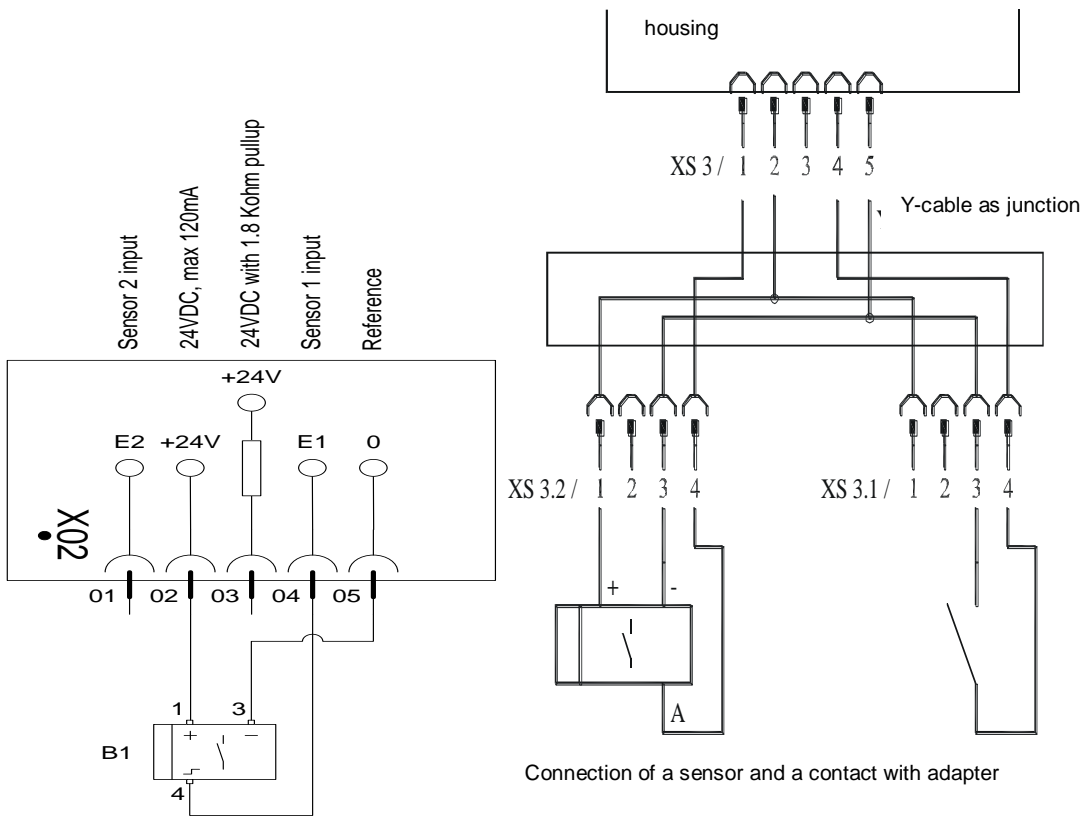 housing
XS 3 / 1 2 3 4 5
Y-cable as junction
Sensor 2 input
24VDC, max 120mA
24VDC with 1.8 Kohm pullup
Sensor 1 input
Reference
+24V
E2 +24V E1 0
X02
01 02 03 04 05
1 3
+ −
B1
4
XS 3.2 / 1 2 3 4
XS 3.1 / 1 2 3 4
+ -
A
Connection of a sensor and a contact with adapter